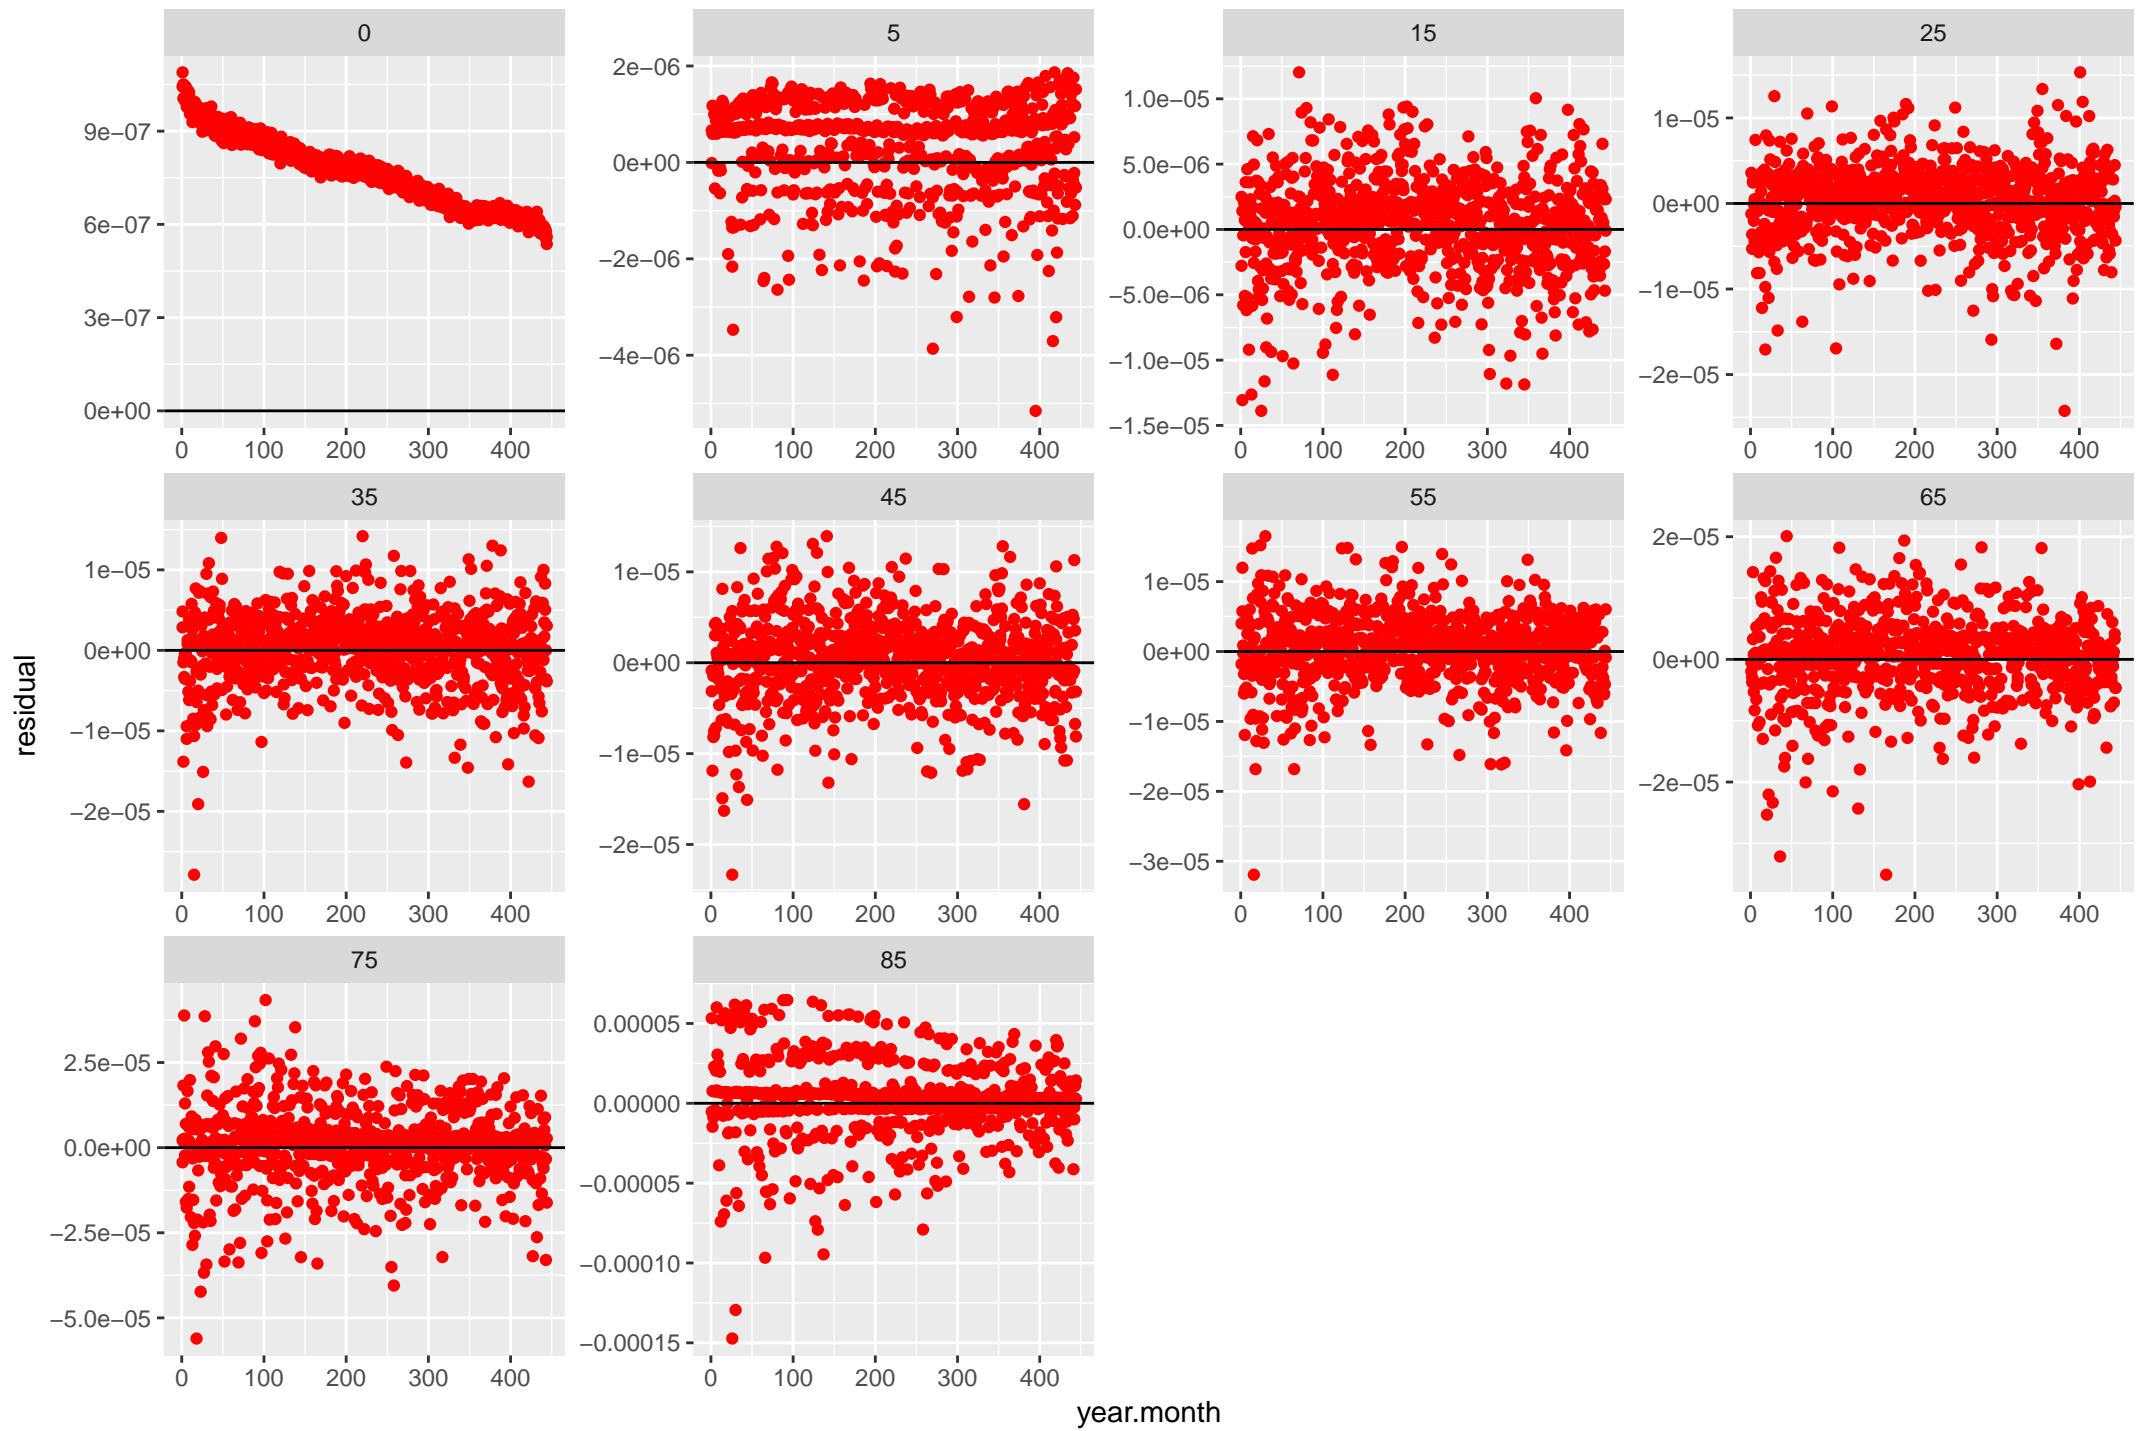 0 5 15 25
9e−07
6e−07
3e−07
0e+00
2e−06
0e+00
−2e−06
−4e−06
1.0e−05
5.0e−06
0.0e+00
−5.0e−06
−1.0e−05
−1.5e−05
1e−05
0e+00
−1e−05
−2e−05
0 100 200 300 400 0 100 200 300 400 0 100 200 300 400 0 100 200 300 400
35 45 55 65
1e−05
0e+00
−1e−05
−2e−05
1e−05
0e+00
−1e−05
−2e−05
1e−05
0e+00
−1e−05
−2e−05
−3e−05
2e−05
0e+00
−2e−05
0 100 200 300 400 0 100 200 300 400 0 100 200 300 400 0 100 200 300 400
75 85
2.5e−05
0.0e+00
−2.5e−05
−5.0e−05
0.00005
0.00000
−0.00005
−0.00010
−0.00015
0 100 200 300 400 0 100 200 300 400
residual
year.month